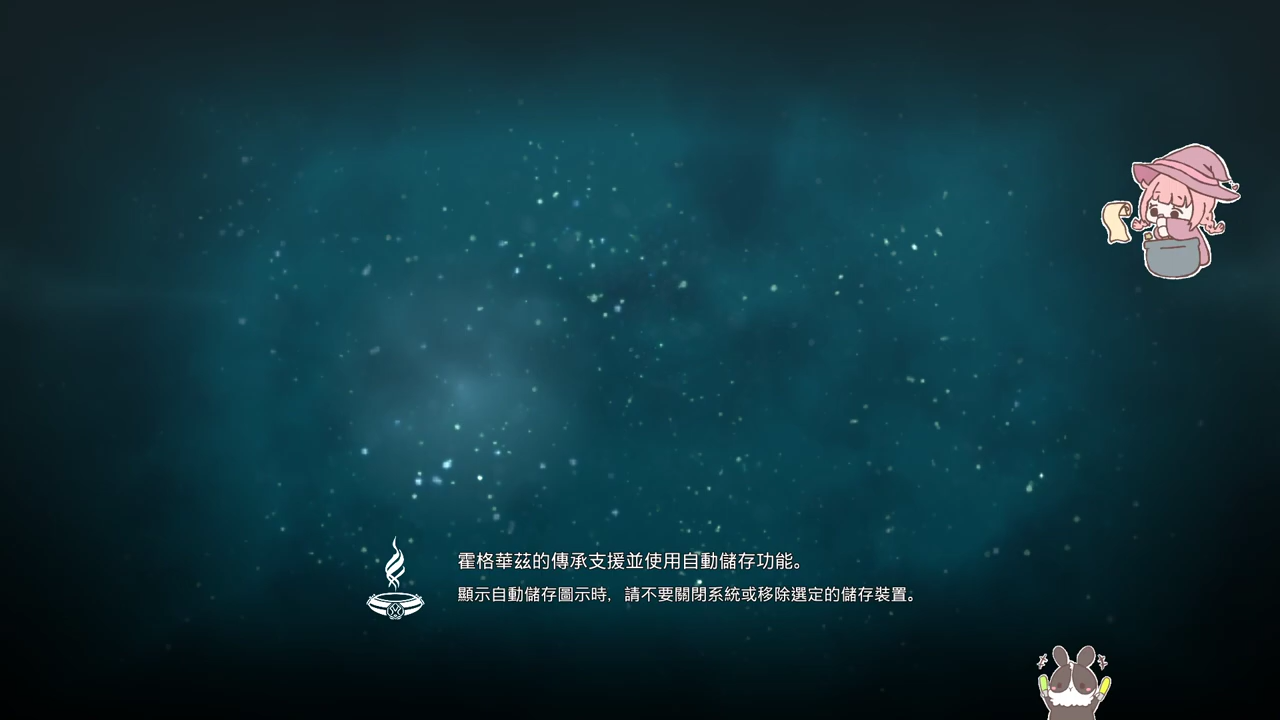 霍格華茲的傳承支援並使用自動儲存功能。
顯示自動儲存圖示時，請不要關閉系統或移除選定的儲存裝置。